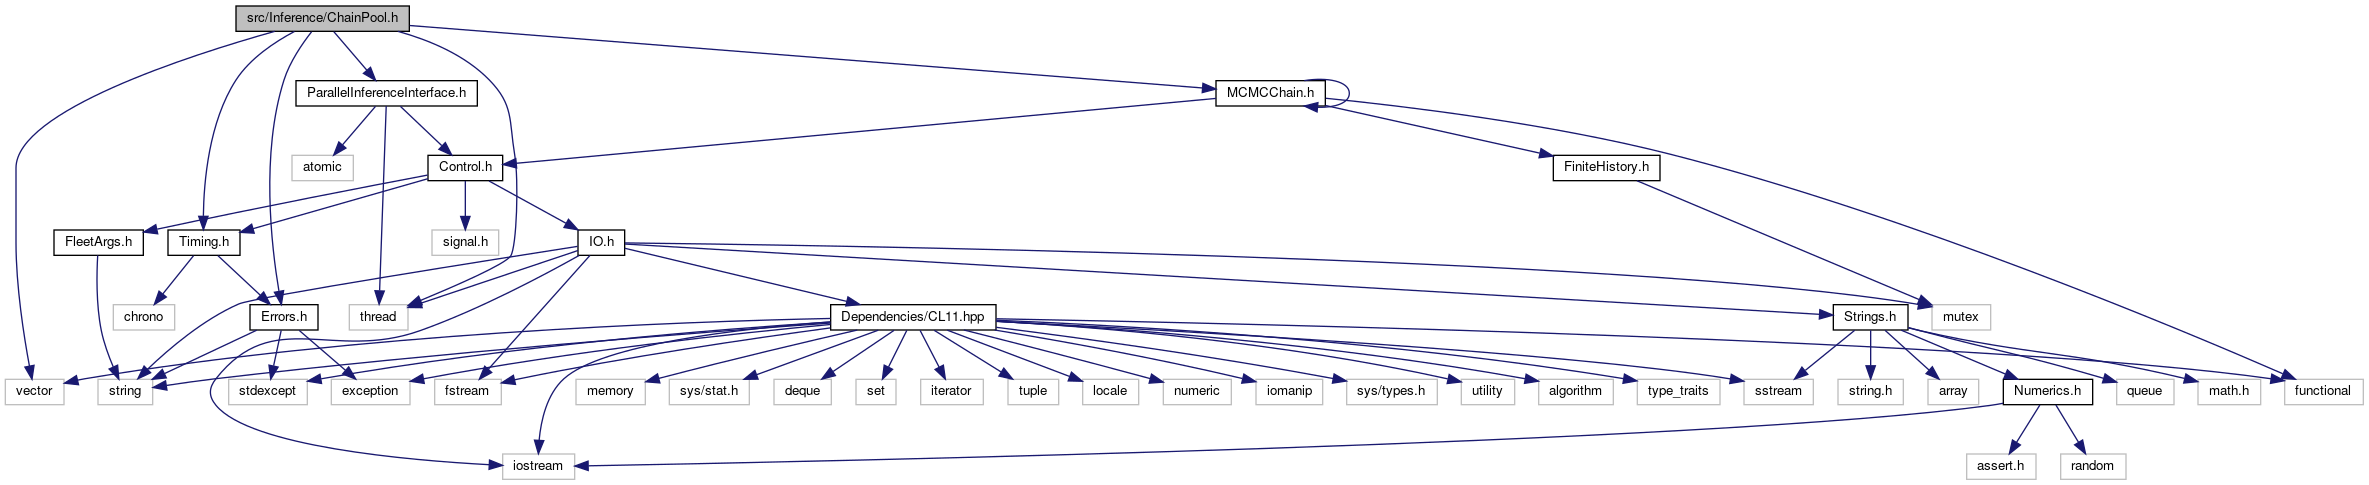 src/Inference/ChainPool.h
ParallelInferenceInterface.h
MCMCChain.h
atomic
Control.h
FiniteHistory.h
FleetArgs.h
Timing.h
signal.h
IO.h
chrono
Errors.h
thread
Dependencies/CL11.hpp
Strings.h
mutex
vector
string
stdexcept
exception
fstream
memory
sys/stat.h
deque
set
iterator
tuple
locale
numeric
iomanip
sys/types.h
utility
algorithm
type_traits
sstream
string.h
array
Numerics.h
queue
math.h
functional
iostream
assert.h
random